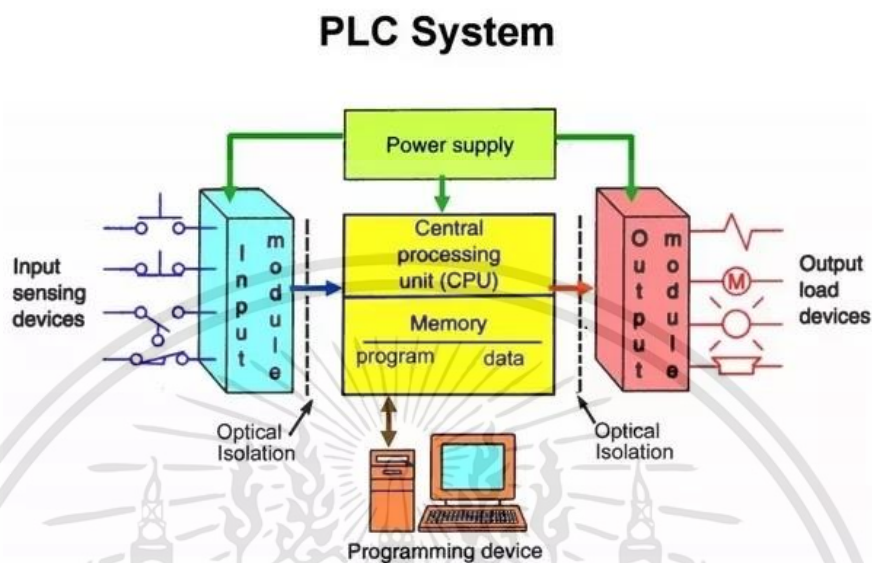 PLC System
Power supply
Input
sensing
devices
Input
module
Central
processing
unit (CPU)
Memory
program data
Output
module
M
Output
load
devices
Optical
Isolation
Optical
Isolation
Programming device